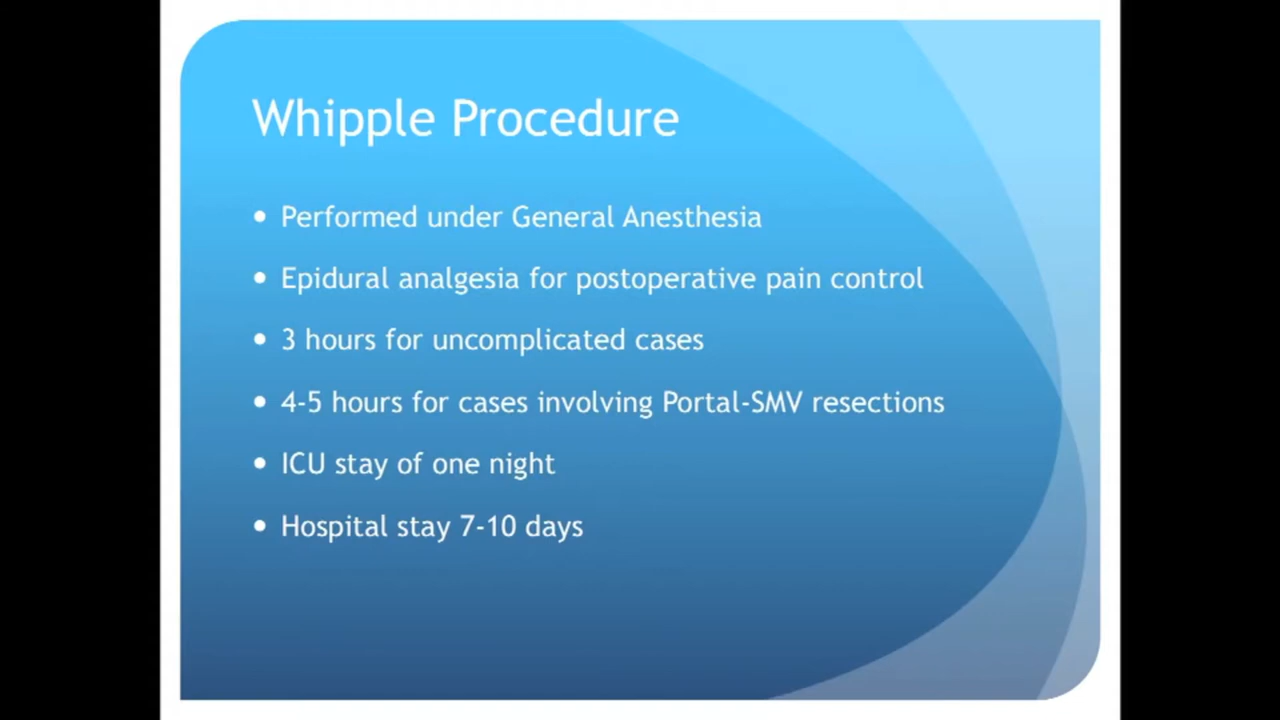 Whipple Procedure
• Performed under General Anesthesia
• Epidural analgesia for postoperative pain control
• 3 hours for uncomplicated cases
• 4-5 hours for cases involving Portal-SMV resections
• ICU stay of one night
• Hospital stay 7-10 days